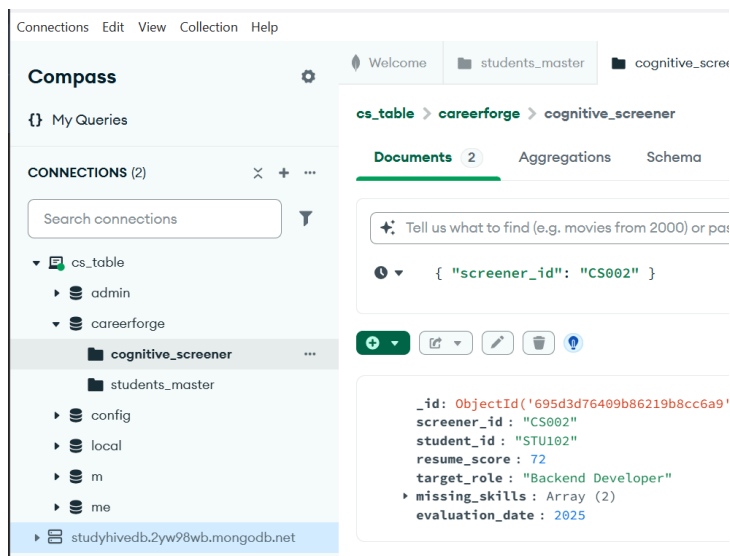 Connections Edit View Collection Help
Compass
{} My Queries
CONNECTIONS (2)
Search connections
cs_table
admin
careerforge
cognitive_screener
students_master
config
local
m
me
studyhivedb.2yw98wb.mongodb.net
Welcome students_master cognitive_scree
cs_table > careerforge > cognitive_screener
Documents 2 Aggregations Schema
Tell us what to find (e.g. movies from 2000) or pas
{ "screener_id": "CS002" }
_id: ObjectId('695d3d76409b86219b8cc6a9'
screener_id : "CS002"
student_id : "STU102"
resume_score : 72
target_role : "Backend Developer"
missing_skills : Array (2)
evaluation_date : 2025